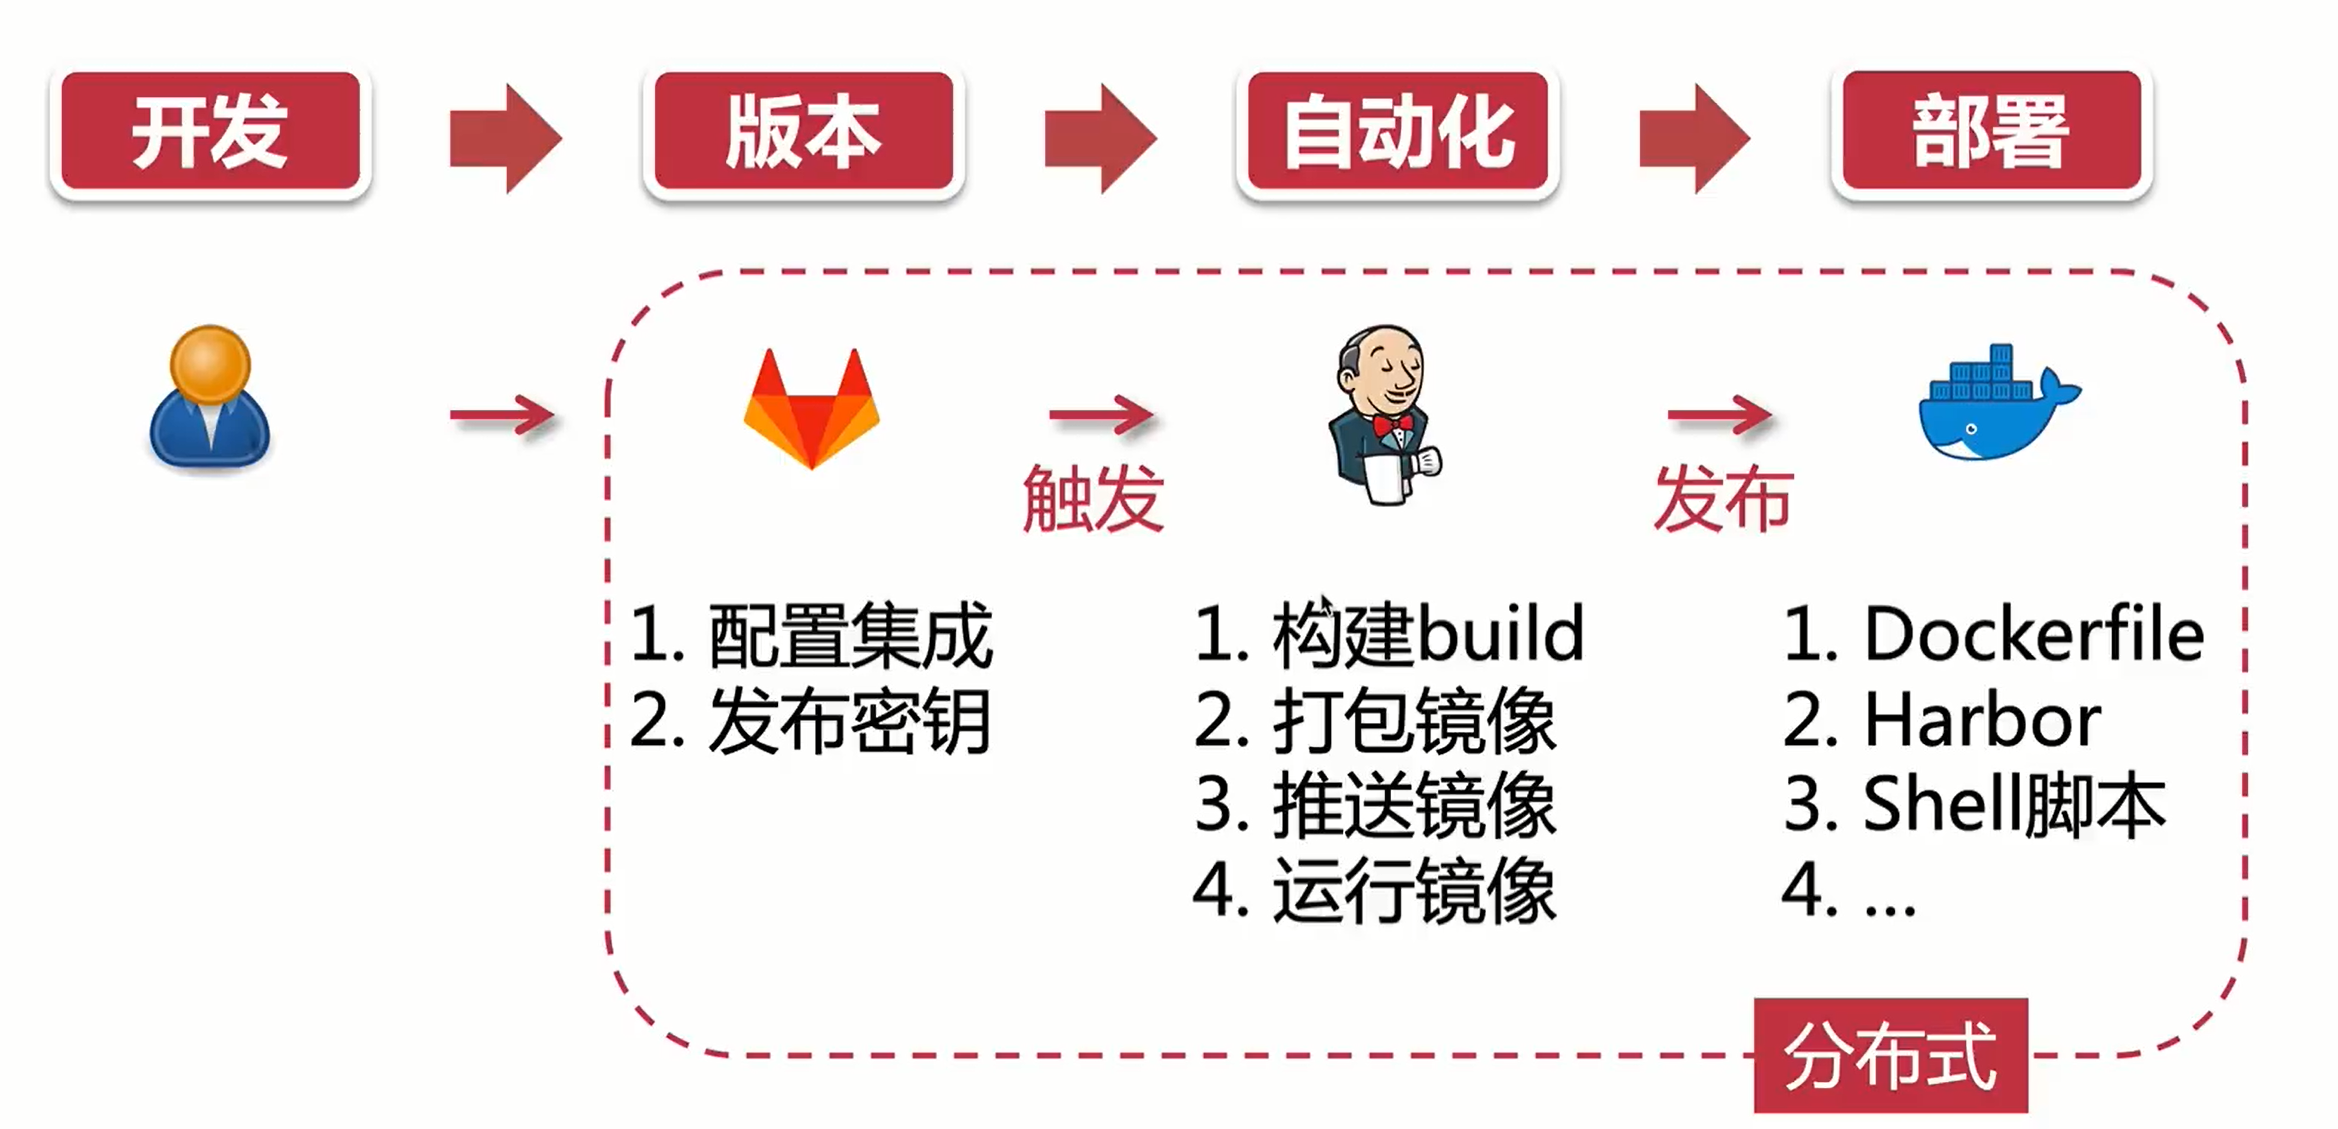 开发
版本
自动化
部署
触发
发布
1. 配置集成
2. 发布密钥
1. 构建build
2. 打包镜像
3. 推送镜像
4. 运行镜像
1. Dockerfile
2. Harbor
3. Shell脚本
4. ...
分布式